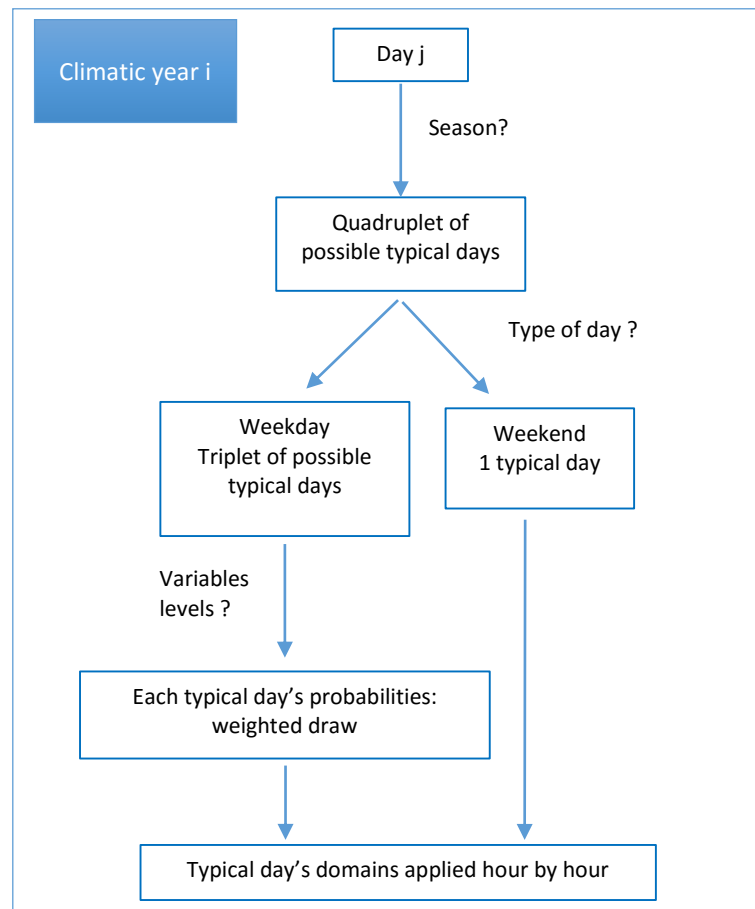 Climatic year i
Day j
Season?
Quadruplet of
possible typical days
Type of day ?
Weekday
Triplet of possible
typical days
Weekend
1 typical day
Variables
levels ?
Each typical day’s probabilities:
weighted draw
Typical day’s domains applied hour by hour